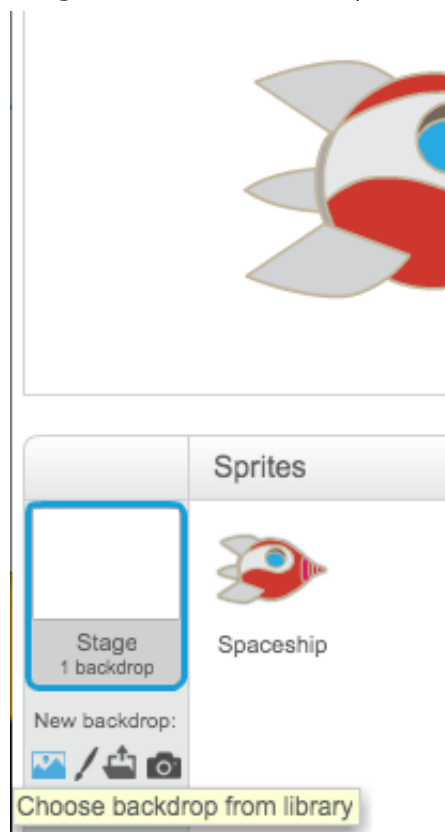 Sprites
Stage
1 backdrop
Spaceship
New backdrop:
Choose backdrop from library